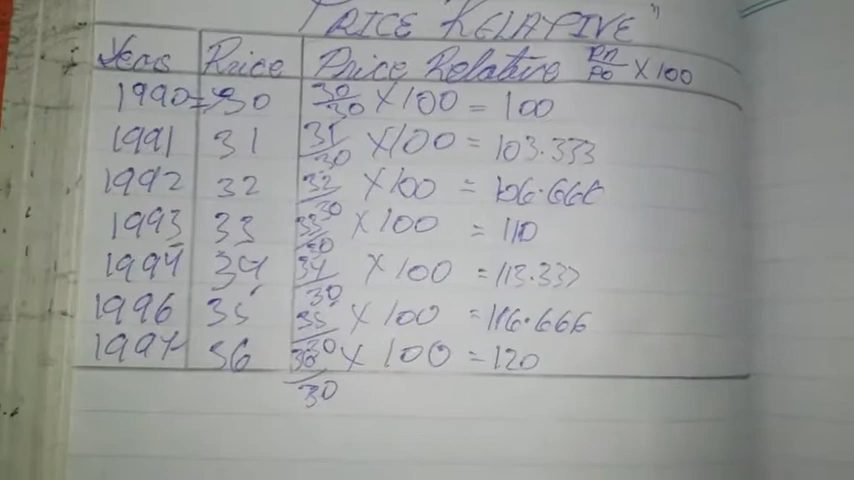 PRICE RELATIVE"
Years Price Price Relative Pn/Po X 100
1990 = 30 30/30 X 100 = 100
1991 31 31/30 X 100 = 103.333
1992 32 32/30 X 100 = 106.666
1993 33 33/30 X 100 = 110
1994 34 34/30 X 100 = 113.333
1996 35 35/30 X 100 = 116.666
1997 36 36/30 X 100 = 120